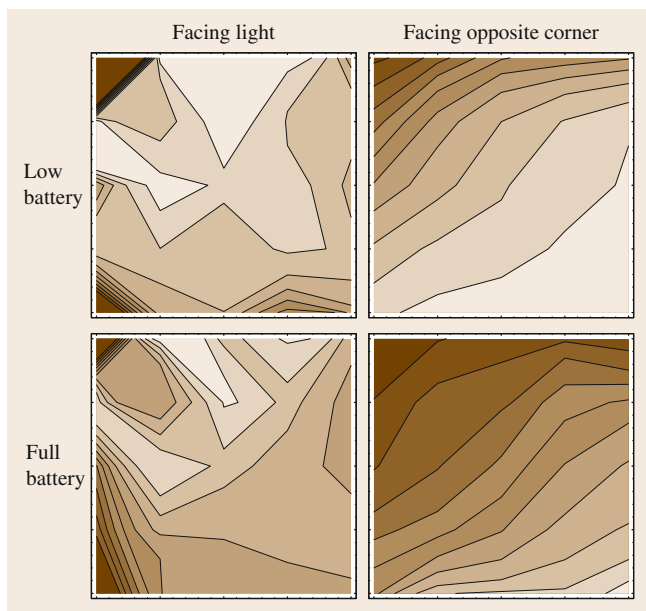 Facing light
Facing opposite corner
Low
battery
Full
battery